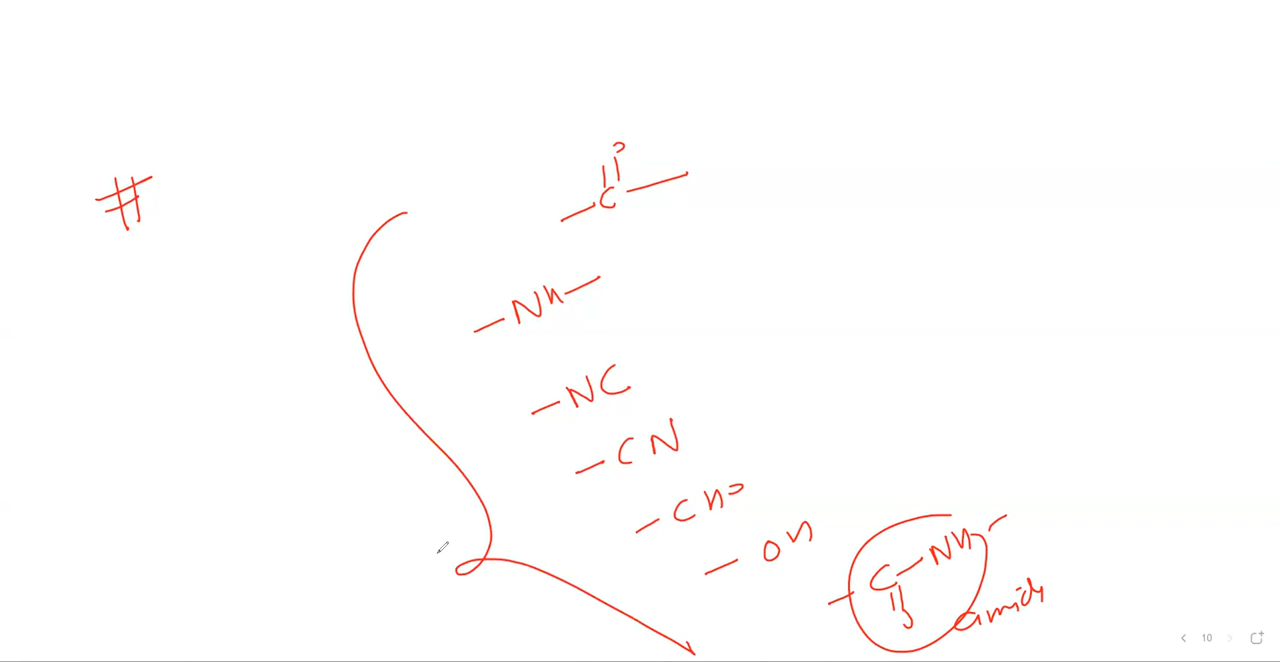 #
O
||
-C-
-NH-
-NC
-CN
-CHO
-OH
-C-NH-
||
O
amide
10